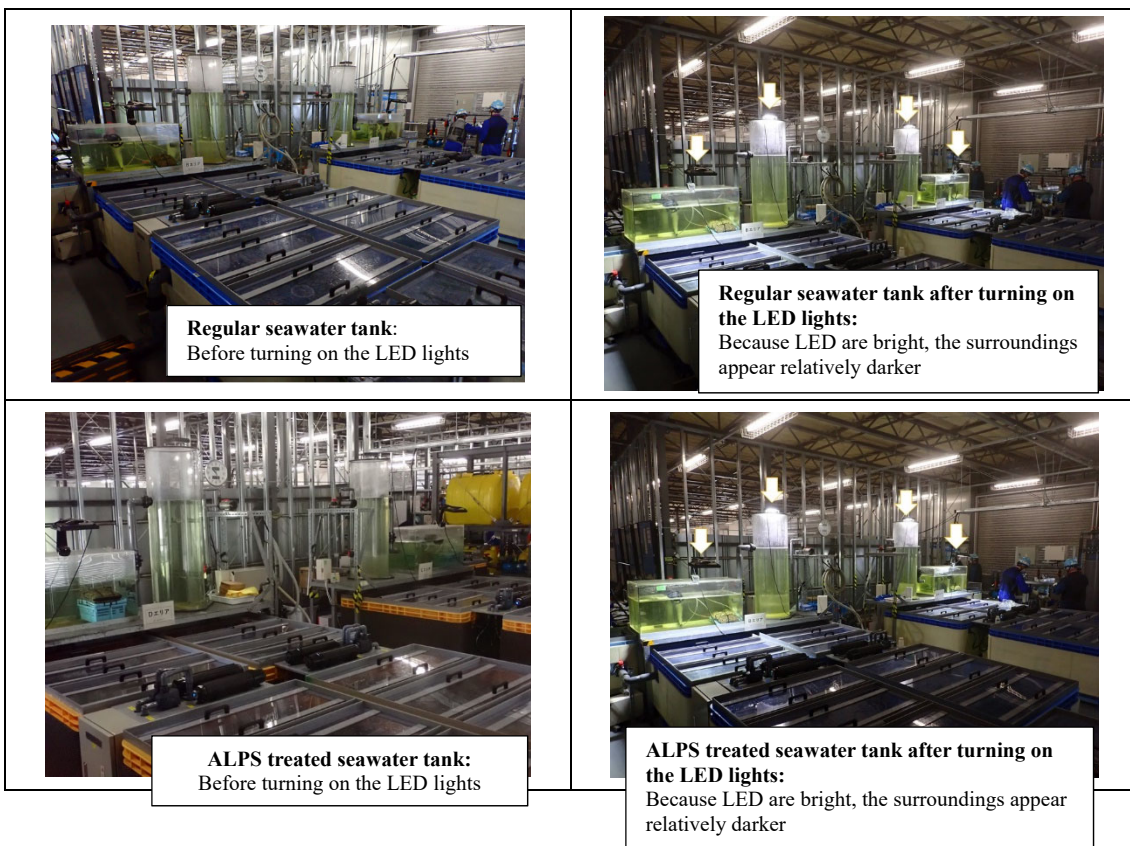 Regular seawater tank:
Before turning on the LED lights
Regular seawater tank after turning on
the LED lights:
Because LED are bright, the surroundings
appear relatively darker
ALPS treated seawater tank:
Before turning on the LED lights
ALPS treated seawater tank after turning on
the LED lights:
Because LED are bright, the surroundings appear
relatively darker